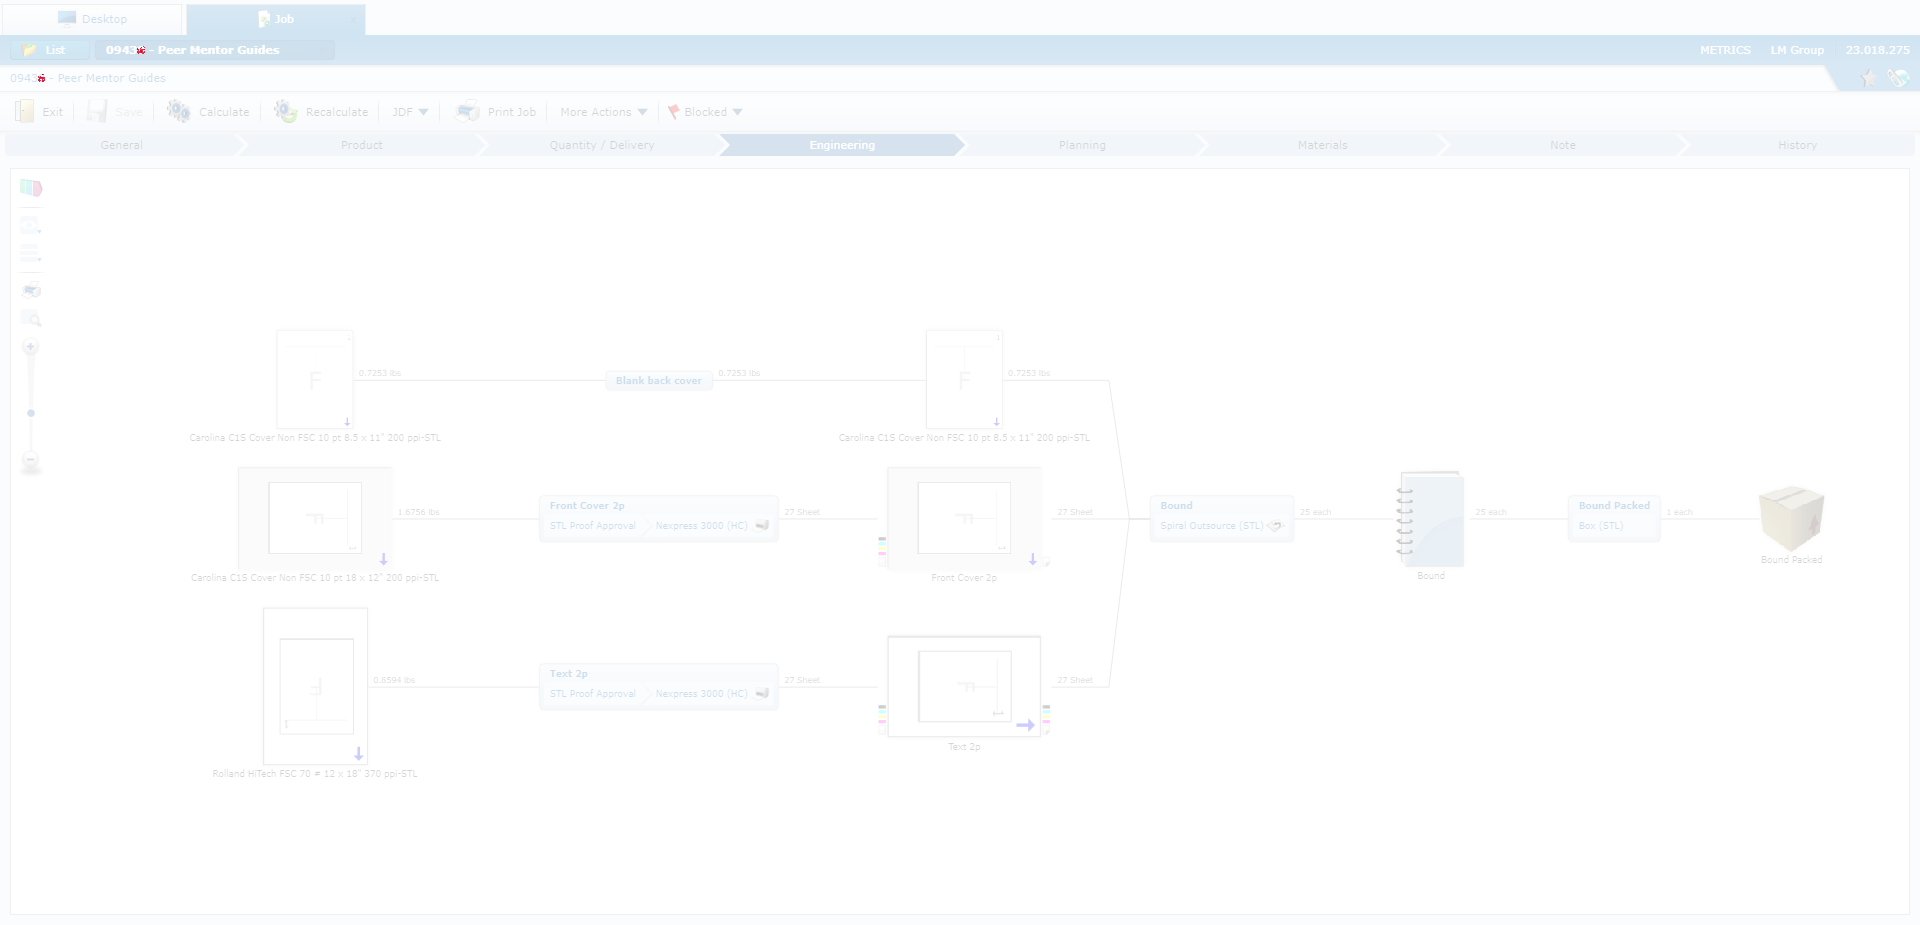 Desktop
Job
List
094 - Peer Mentor Guides
METRICS LM Group 23.018.275
094 - Peer Mentor Guides
Exit Save Calculate Recalculate JDF Print Job More Actions Blocked
General Product Quantity / Delivery Engineering Planning Materials Note History
F
0.7253 lbs
Blank back cover
0.7253 lbs
F
0.7253 lbs
Carolina C1S Cover Non FSC 10 pt 8.5 x 11" 200 ppi-STL
Carolina C1S Cover Non FSC 10 pt 8.5 x 11" 200 ppi-STL
F
1.6756 lbs
Front Cover 2p
STL Proof Approval Nexpress 3000 (HC)
27 Sheet
F
27 Sheet
Bound
Spiral Outsource (STL)
25 each
25 each
Bound Packed
Box (STL)
1 each
Bound Packed
Carolina C1S Cover Non FSC 10 pt 18 x 12" 200 ppi-STL
Front Cover 2p
Bound
F
0.6594 lbs
Text 2p
STL Proof Approval Nexpress 3000 (HC)
27 Sheet
F
27 Sheet
Text 2p
Rolland HiTech FSC 70 # 12 x 18" 370 ppi-STL